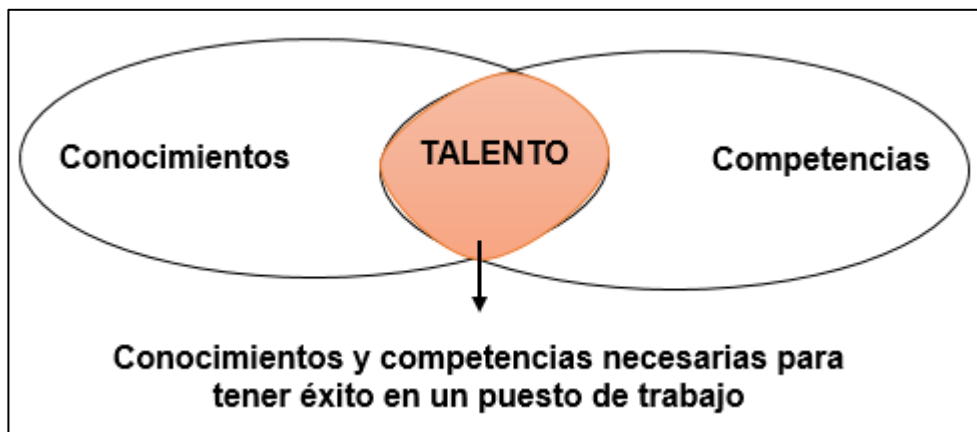 Conocimientos
TALENTO
Competencias
Conocimientos y competencias necesarias para
tener éxito en un puesto de trabajo